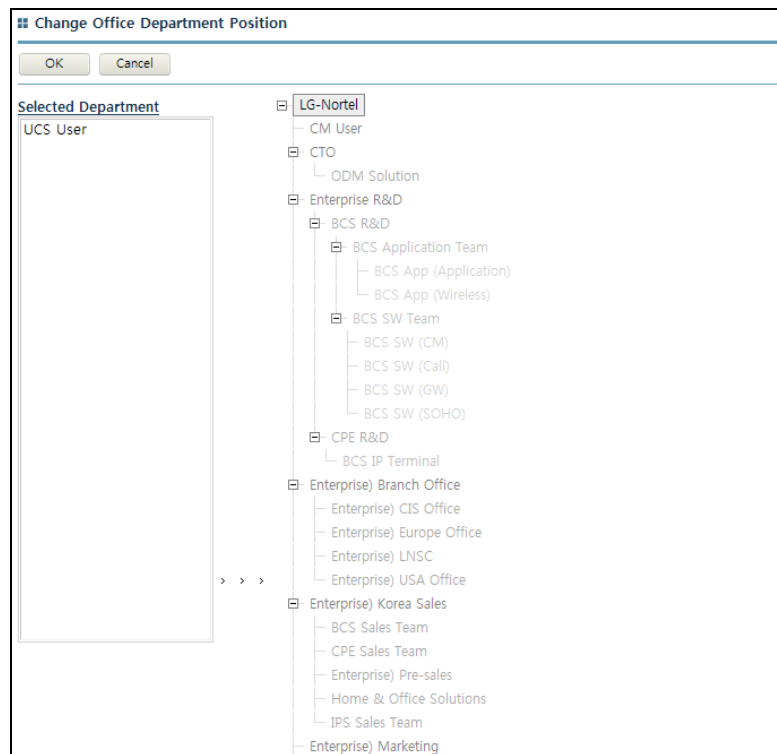 Change Office Department Position
OK Cancel
Selected Department
UCS User
> > >
LG-Nortel
CM User
CTO
ODM Solution
Enterprise R&D
BCS R&D
BCS Application Team
BCS App (Application)
BCS App (Wireless)
BCS SW Team
BCS SW (CM)
BCS SW (Call)
BCS SW (GW)
BCS SW (SOHO)
CPE R&D
BCS IP Terminal
Enterprise) Branch Office
Enterprise) CIS Office
Enterprise) Europe Office
Enterprise) LNSC
Enterprise) USA Office
Enterprise) Korea Sales
BCS Sales Team
CPE Sales Team
Enterprise) Pre-sales
Home & Office Solutions
IPS Sales Team
Enterprise) Marketing